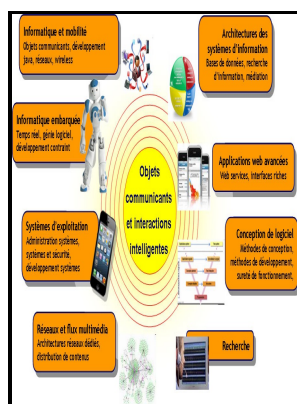 Informatique et mobilité
Objets communicants, développement
java, réseaux, wireless
Architectures des
systèmes d'information
Bases de données, recherche
d'information, médiation
Informatique embarquée
Temps réel, génie logiciel,
développement contraint
Applications web avancées
Web services, interfaces riches
Objets
communicants
et interactions
intelligentes
Systèmes d'exploitation
Administration systèmes,
systèmes et sécurité,
développement systèmes
Conception de logiciel
Méthodes de conception,
méthodes de développement,
sureté de fonctionnement,
Réseaux et flux multimédia
Architectures réseaux dédiés,
distribution de contenus
Recherche